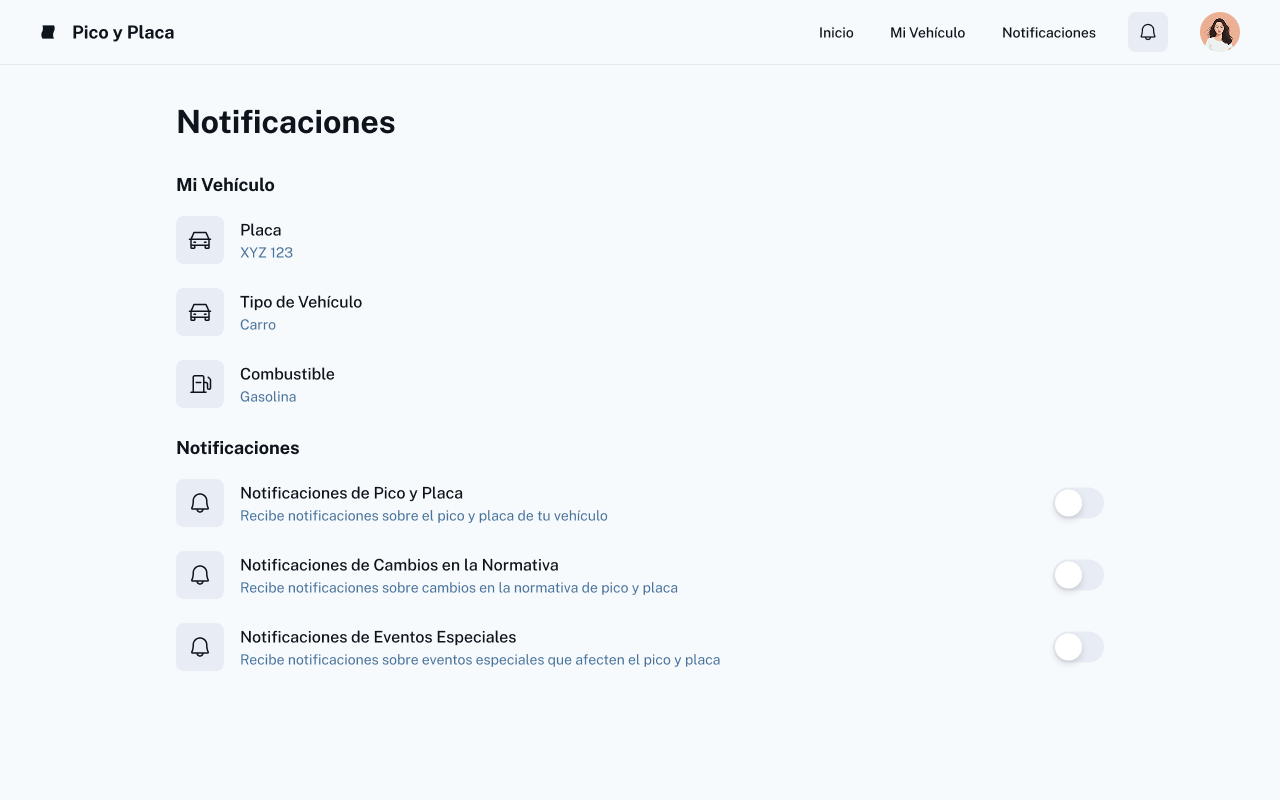 Pico y Placa
Inicio
Mi Vehículo
Notificaciones
Notificaciones
Mi Vehículo
Placa
XYZ 123
Tipo de Vehículo
Carro
Combustible
Gasolina
Notificaciones
Notificaciones de Pico y Placa
Recibe notificaciones sobre el pico y placa de tu vehículo
Notificaciones de Cambios en la Normativa
Recibe notificaciones sobre cambios en la normativa de pico y placa
Notificaciones de Eventos Especiales
Recibe notificaciones sobre eventos especiales que afecten el pico y placa